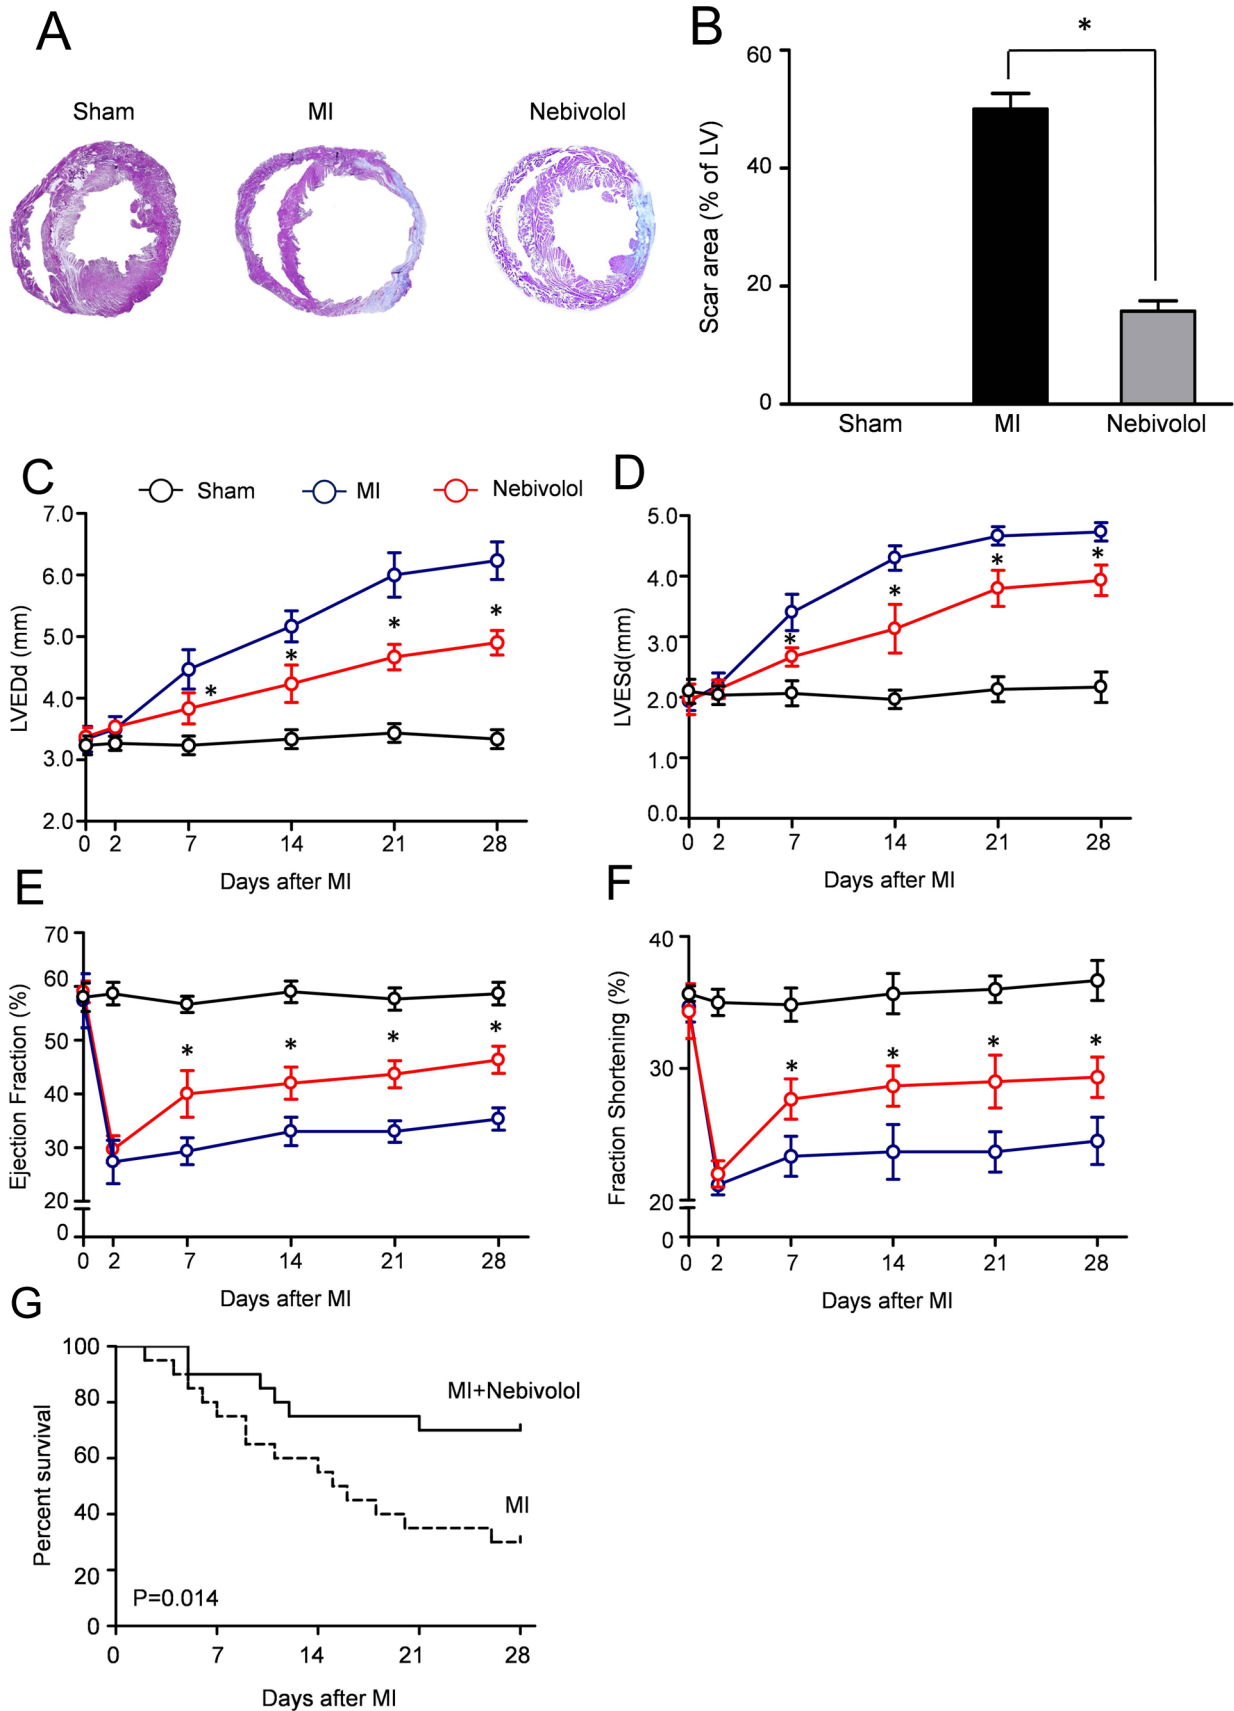 A
B
Sham
MI
Nebivolol
*
Scar area (% of LV)
60
40
20
0
Sham
MI
Nebivolol
C
Sham
MI
Nebivolol
LVEDd (mm)
7.0
6.0
5.0
4.0
3.0
2.0
*
*
*
*
0
2
7
14
21
28
Days after MI
D
LVESd(mm)
5.0
4.0
3.0
2.0
1.0
0.0
*
*
*
*
0
2
7
14
21
28
Days after MI
E
Ejection Fraction (%)
70
60
50
40
30
20
0
*
*
*
*
0
2
7
14
21
28
Days after MI
F
Fraction Shortening (%)
40
30
20
0
*
*
*
*
0
2
7
14
21
28
Days after MI
G
Percent survival
100
80
60
40
20
0
MI+Nebivolol
MI
P=0.014
0
7
14
21
28
Days after MI